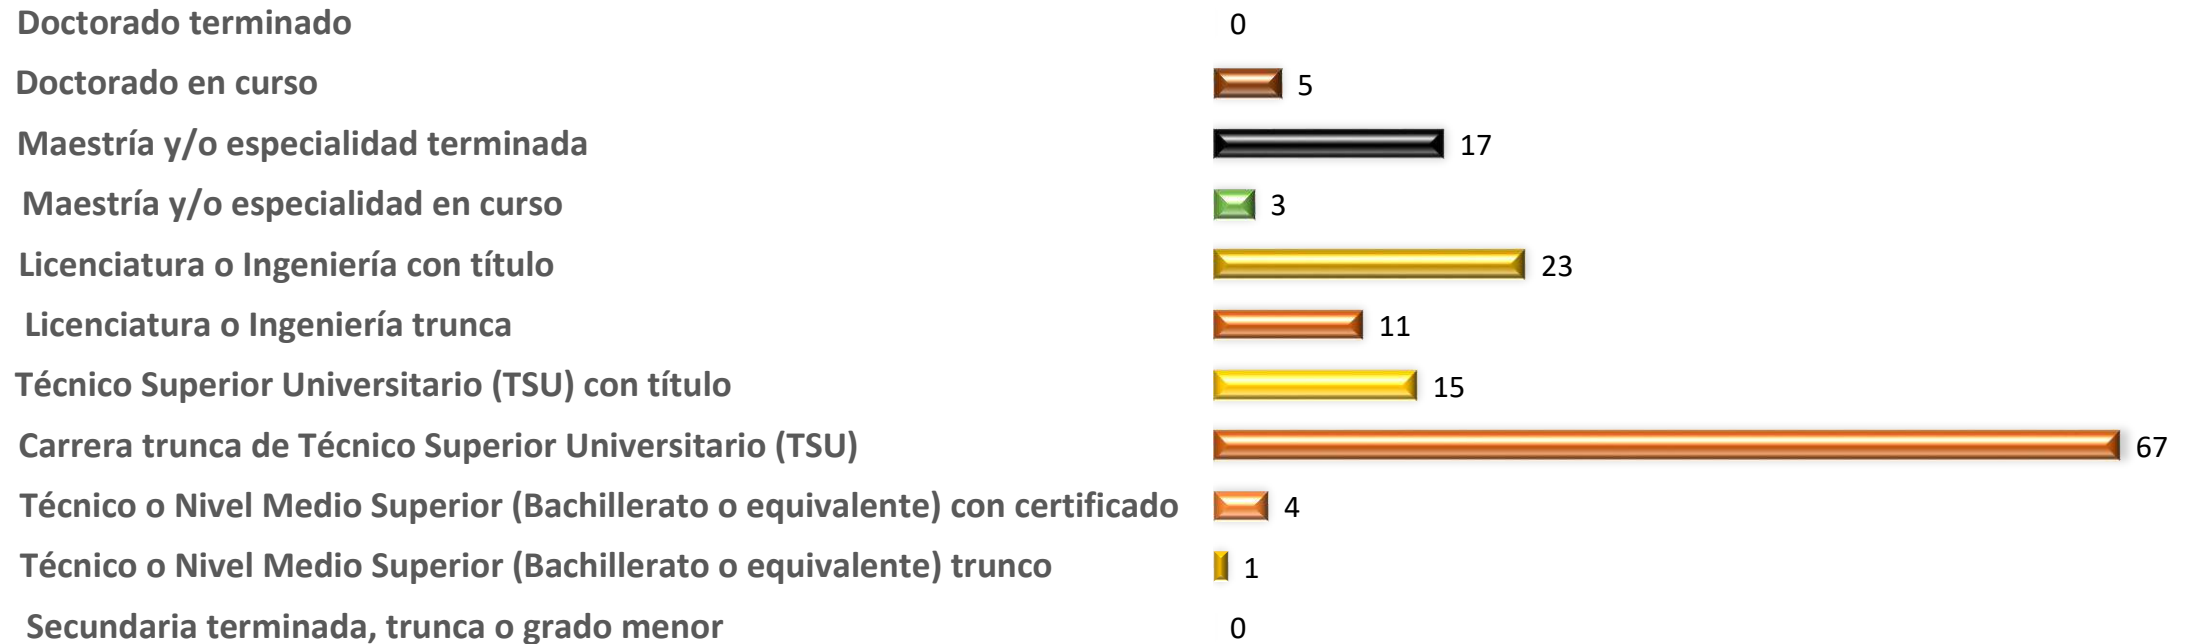 Doctorado terminado 0
Doctorado en curso 5
Maestría y/o especialidad terminada 17
Maestría y/o especialidad en curso 3
Licenciatura o Ingeniería con título 23
Licenciatura o Ingeniería trunca 11
Técnico Superior Universitario (TSU) con título 15
Carrera trunca de Técnico Superior Universitario (TSU) 67
Técnico o Nivel Medio Superior (Bachillerato o equivalente) con certificado 4
Técnico o Nivel Medio Superior (Bachillerato o equivalente) trunco 1
Secundaria terminada, trunca o grado menor 0